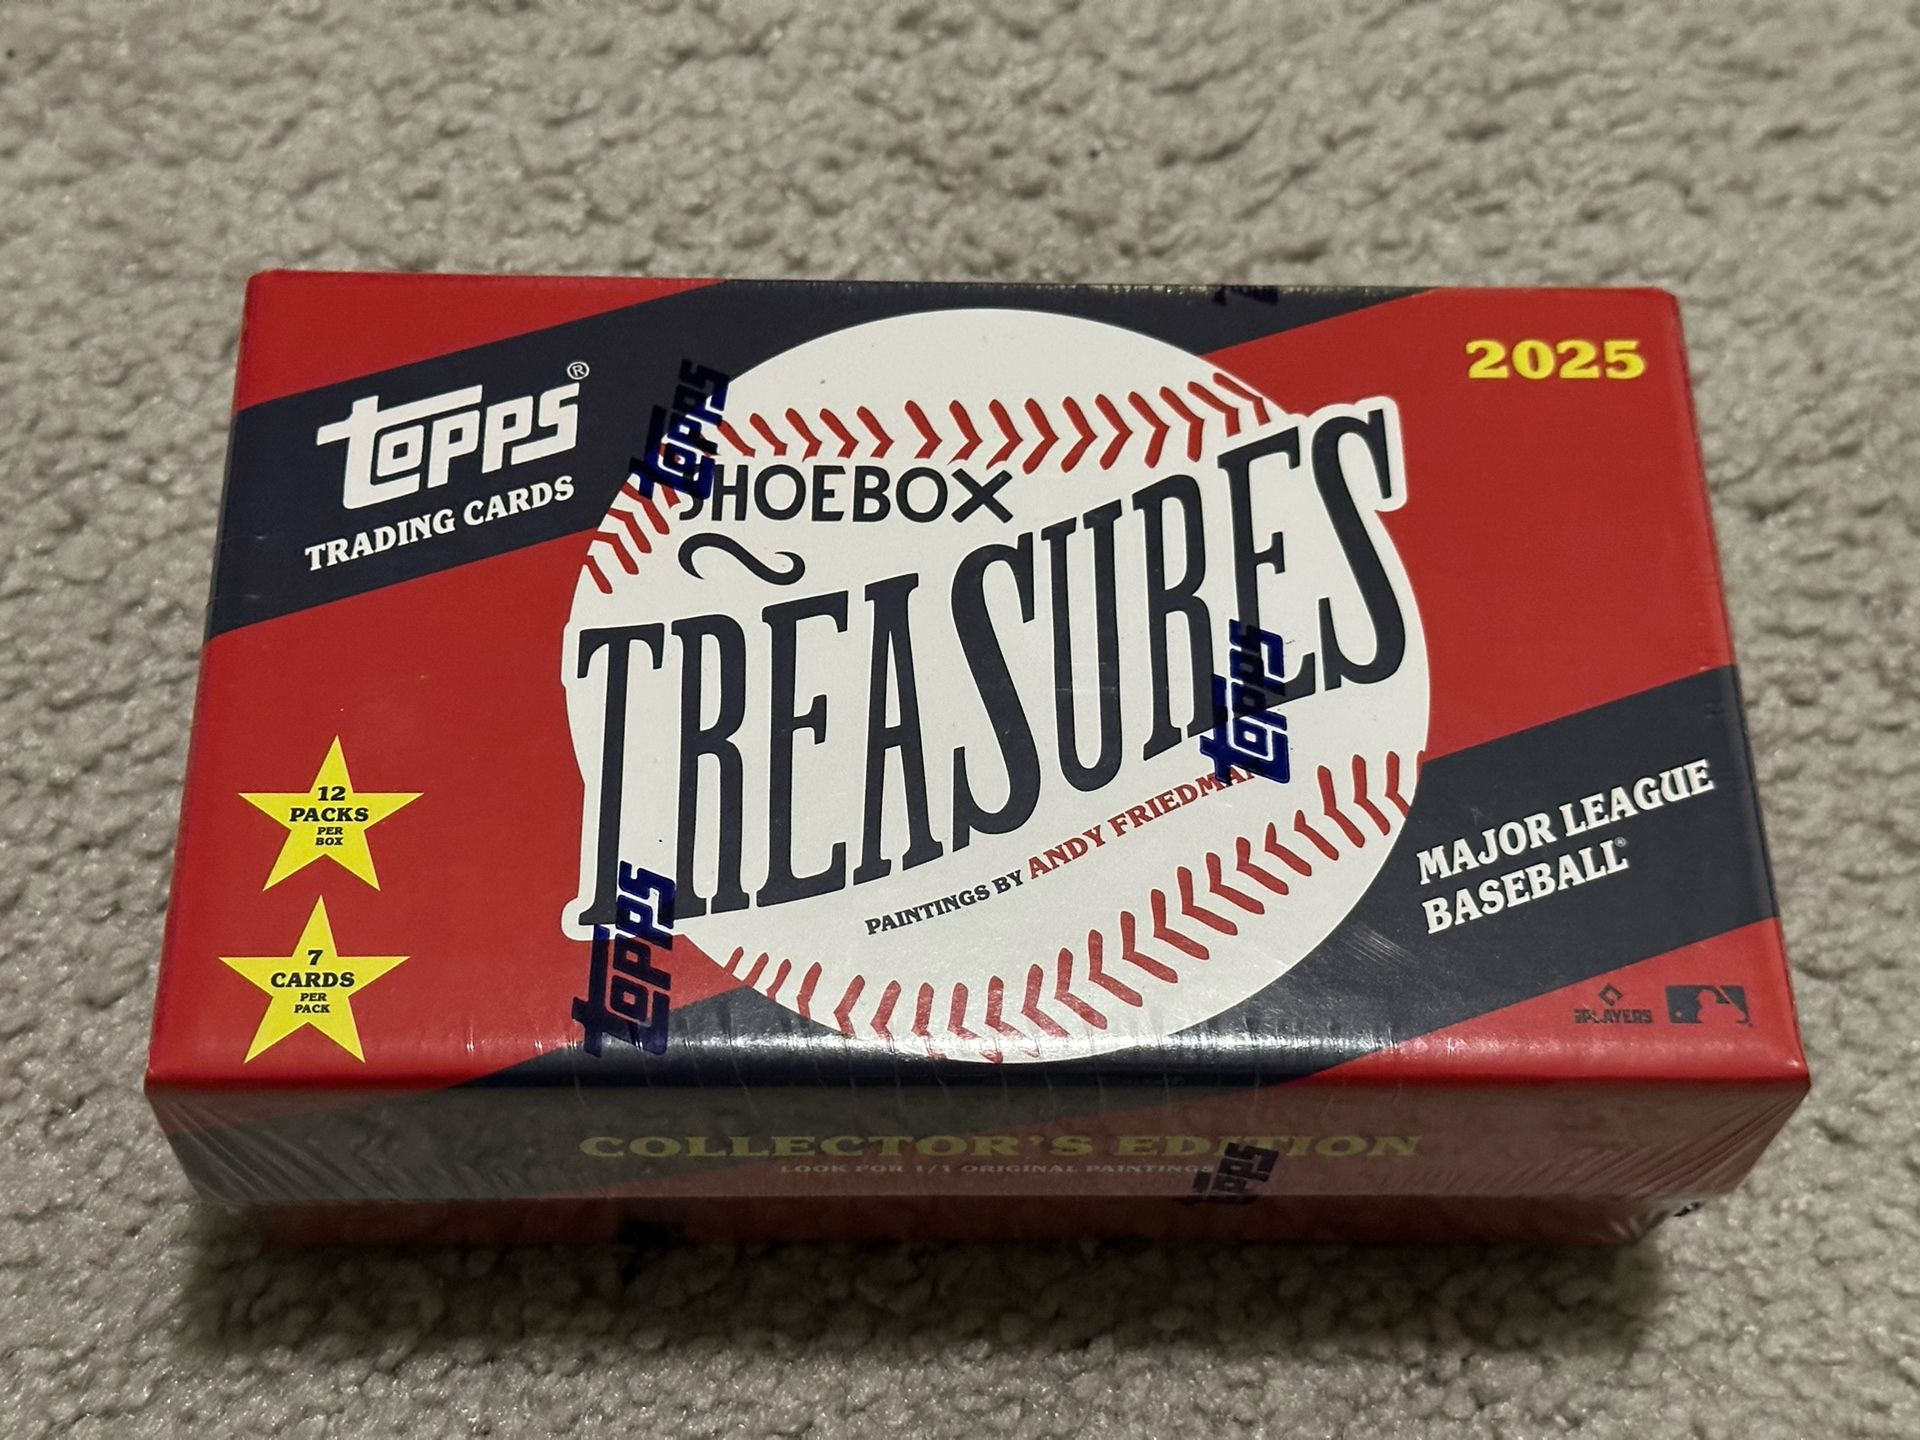 2025
Topps®
TRADING CARDS
SHOEBOX
TREASURES
PAINTINGS BY ANDY FRIEDMAN
12
PACKS
PER
BOX
7
CARDS
PER
PACK
MAJOR LEAGUE
BASEBALL®
PLAYERS
COLLECTOR'S EDITION
LOOK FOR 1/1 ORIGINAL PAINTINGS
Topps
Topps
Topps
Topps